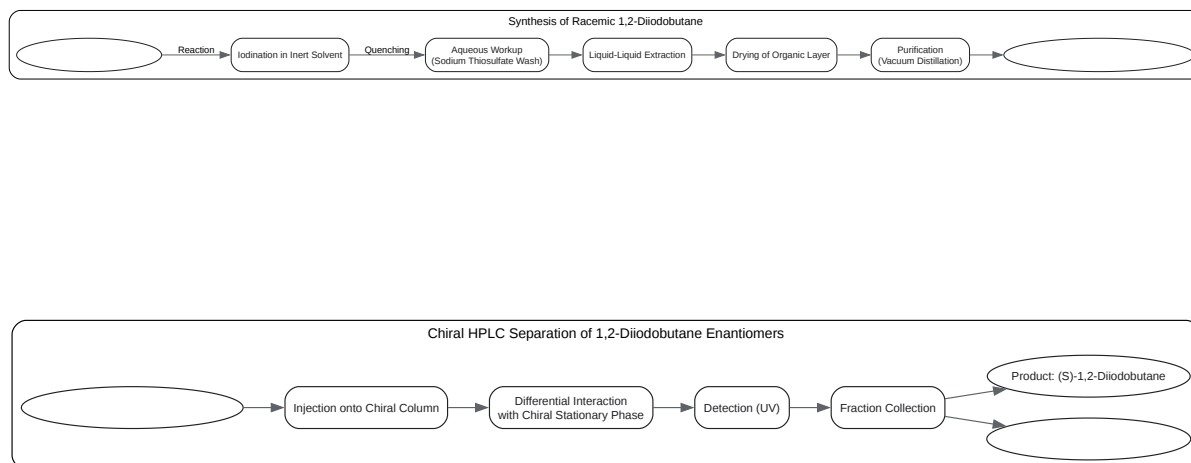 Synthesis of Racemic 1,2-Diiodobutane
Reaction
Iodination in Inert Solvent
Quenching
Aqueous Workup
(Sodium Thiosulfate Wash)
Liquid-Liquid Extraction
Drying of Organic Layer
Purification
(Vacuum Distillation)
Chiral HPLC Separation of 1,2-Diiodobutane Enantiomers
Injection onto Chiral Column
Differential Interaction
with Chiral Stationary Phase
Detection (UV)
Fraction Collection
Product: (S)-1,2-Diiodobutane